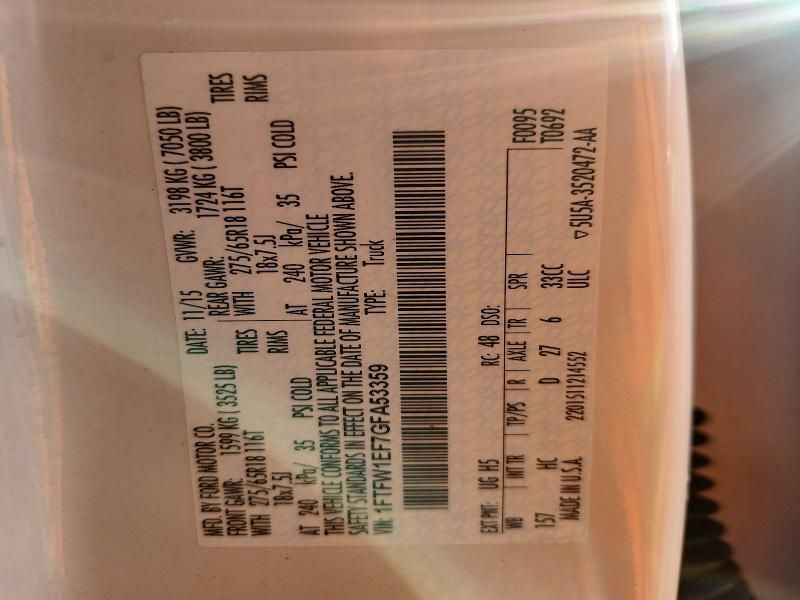 MFD. BY FORD MOTOR CO. DATE: 11/15 GVWR: 3198 KG ( 7050 LB)
FRONT GAWR: 1599 KG ( 3525 LB) REAR GAWR: 1724 KG ( 3800 LB)
WITH 275/65R18 116T TIRES WITH 275/65R18 116T TIRES
18x7.5J RIMS 18x7.5J RIMS
AT 240 kPa/ 35 PSI COLD AT 240 kPa/ 35 PSI COLD
THIS VEHICLE CONFORMS TO ALL APPLICABLE FEDERAL MOTOR VEHICLE
SAFETY STANDARDS IN EFFECT ON THE DATE OF MANUFACTURE SHOWN ABOVE.
VIN: 1FTFW1EF7GFA53359 TYPE: Truck
F0095
EXT PNT: UG H5 RC: 48 DSO: T0692
WB INT TR TP/PS R AXLE TR SPR
157 HC D 27 6 33CC
MADE IN U.S.A. 2201511214552 ULC ▽5U5A-3520472-AA